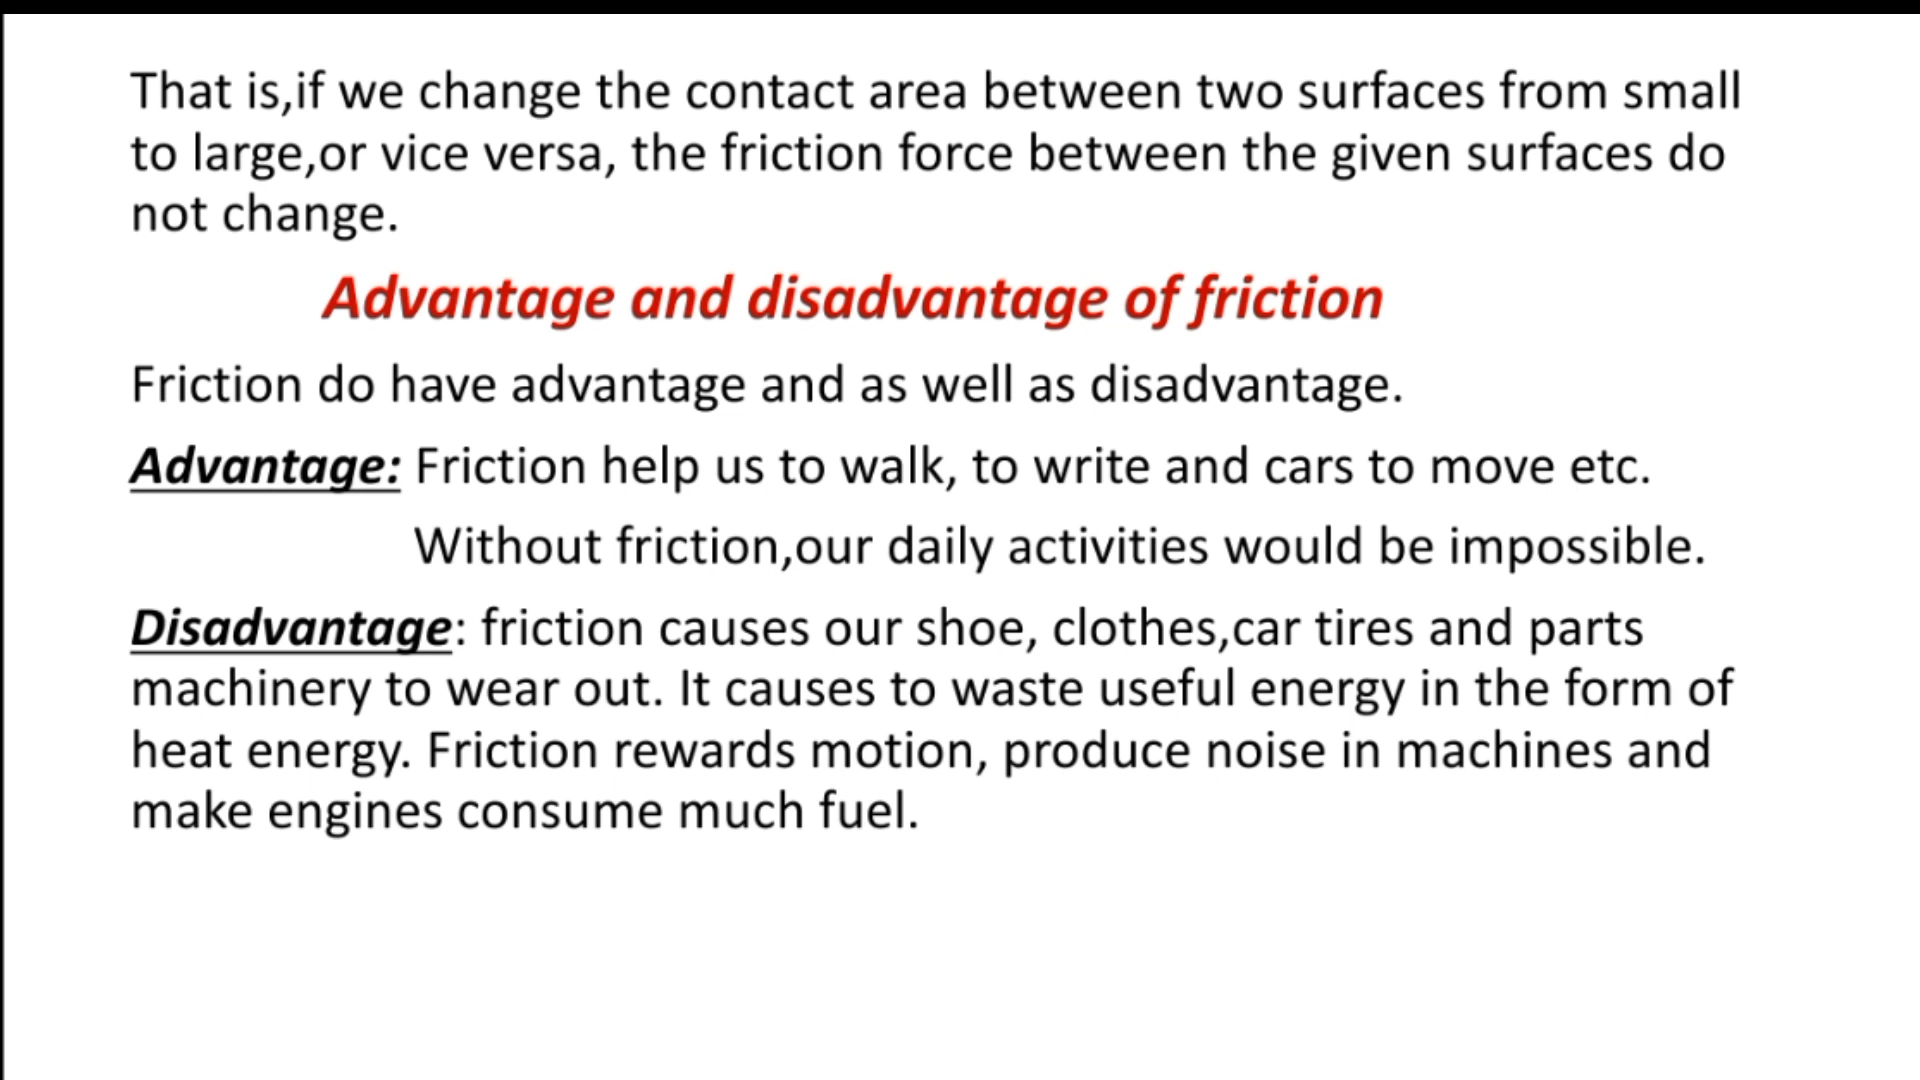 That is,if we change the contact area between two surfaces from small
to large,or vice versa, the friction force between the given surfaces do
not change.
Advantage and disadvantage of friction
Friction do have advantage and as well as disadvantage.
Advantage: Friction help us to walk, to write and cars to move etc.
Without friction,our daily activities would be impossible.
Disadvantage: friction causes our shoe, clothes,car tires and parts
machinery to wear out. It causes to waste useful energy in the form of
heat energy. Friction rewards motion, produce noise in machines and
make engines consume much fuel.